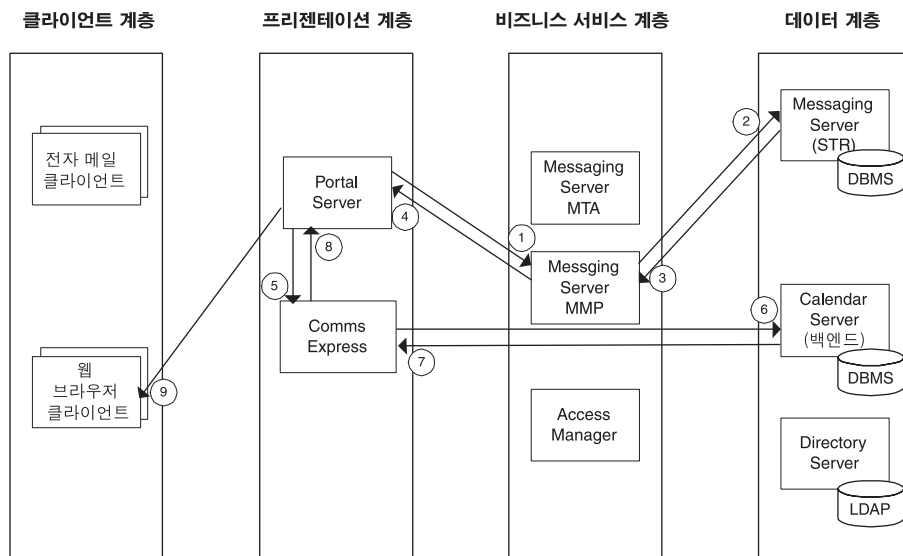 클라이언트 계층
프리젠테이션 계층
비즈니스 서비스 계층
데이터 계층
전자 메일
클라이언트
웹
브라우저
클라이언트
9
Portal
Server
4
8
5
Comms
Express
7
Messaging
Server
MTA
1
Messging
Server
MMP
3
Access
Manager
2
Messaging
Server
(STR)
DBMS
6
Calendar
Server
(백엔드)
DBMS
Directory
Server
LDAP